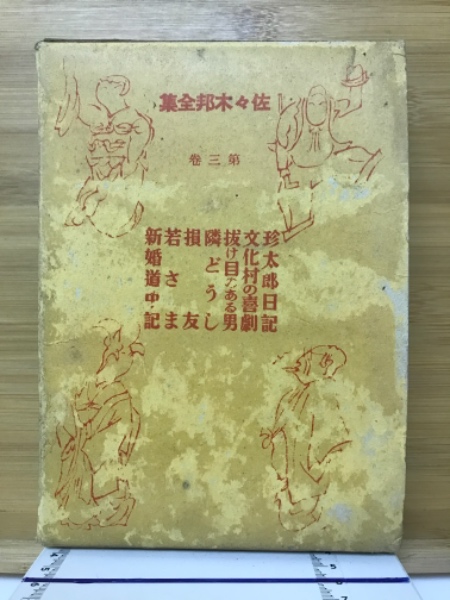 佐々木邦全集
第三巻
珍太郎日記
文化村の喜劇
抜け目のある男
隣どうし
損友
若さま
新婚道中記